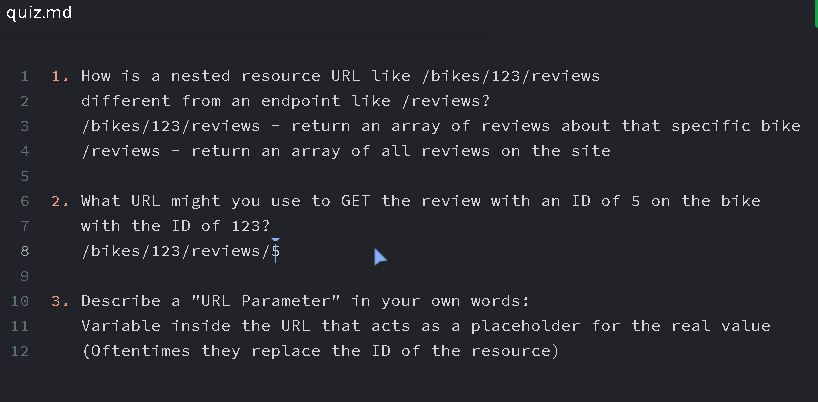 quiz.md
1 1. How is a nested resource URL like /bikes/123/reviews
2 different from an endpoint like /reviews?
3 /bikes/123/reviews - return an array of reviews about that specific bike
4 /reviews - return an array of all reviews on the site
5
6 2. What URL might you use to GET the review with an ID of 5 on the bike
7 with the ID of 123?
8 /bikes/123/reviews/5
9
10 3. Describe a "URL Parameter" in your own words:
11 Variable inside the URL that acts as a placeholder for the real value
12 (Oftentimes they replace the ID of the resource)